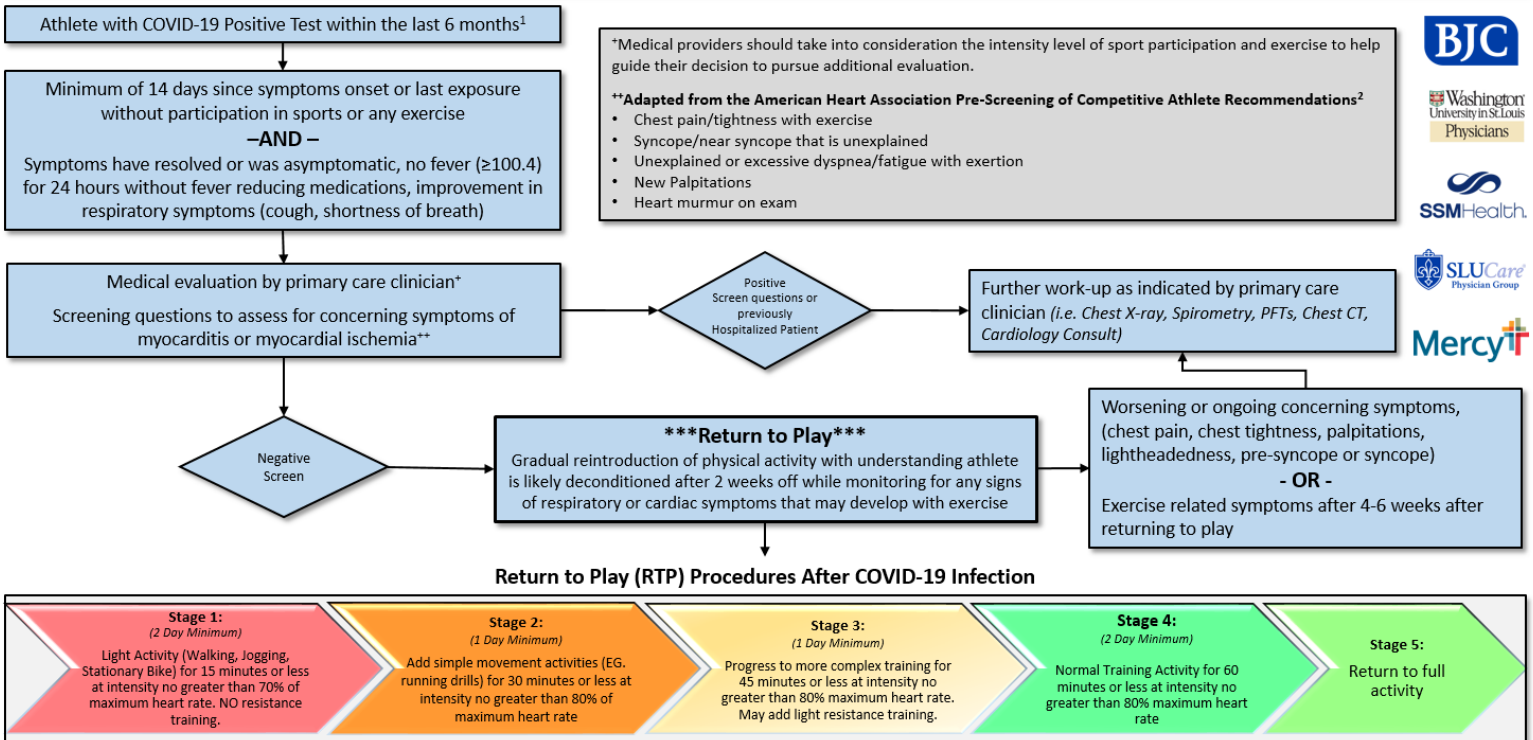 Athlete with COVID-19 Positive Test within the last 6 months¹
Minimum of 14 days since symptoms onset or last exposure
without participation in sports or any exercise
–AND –
Symptoms have resolved or was asymptomatic, no fever (≥100.4)
for 24 hours without fever reducing medications, improvement in
respiratory symptoms (cough, shortness of breath)
Medical evaluation by primary care clinician⁺
Screening questions to assess for concerning symptoms of
myocarditis or myocardial ischemia⁺⁺
⁺Medical providers should take into consideration the intensity level of sport participation and exercise to help
guide their decision to pursue additional evaluation.
⁺⁺Adapted from the American Heart Association Pre-Screening of Competitive Athlete Recommendations²
• Chest pain/tightness with exercise
• Syncope/near syncope that is unexplained
• Unexplained or excessive dyspnea/fatigue with exertion
• New Palpitations
• Heart murmur on exam
BJC
Washington
University in St.Louis
Physicians
SSMHealth.
SLUCare
Physician Group
Mercy
Positive
Screen questions or
previously
Hospitalized Patient
Further work-up as indicated by primary care
clinician (i.e. Chest X-ray, Spirometry, PFTs, Chest CT,
Cardiology Consult)
Negative
Screen
***Return to Play***
Gradual reintroduction of physical activity with understanding athlete
is likely deconditioned after 2 weeks off while monitoring for any signs
of respiratory or cardiac symptoms that may develop with exercise
Worsening or ongoing concerning symptoms,
(chest pain, chest tightness, palpitations,
lightheadedness, pre-syncope or syncope)
- OR -
Exercise related symptoms after 4-6 weeks after
returning to play
Return to Play (RTP) Procedures After COVID-19 Infection
Stage 1:
(2 Day Minimum)
Light Activity (Walking, Jogging,
Stationary Bike) for 15 minutes or less
at intensity no greater than 70% of
maximum heart rate. NO resistance
training.
Stage 2:
(1 Day Minimum)
Add simple movement activities (EG.
running drills) for 30 minutes or less at
intensity no greater than 80% of
maximum heart rate
Stage 3:
(1 Day Minimum)
Progress to more complex training for
45 minutes or less at intensity no
greater than 80% maximum heart rate.
May add light resistance training.
Stage 4:
(2 Day Minimum)
Normal Training Activity for 60
minutes or less at intensity no
greater than 80% maximum heart
rate
Stage 5:
Return to full
activity